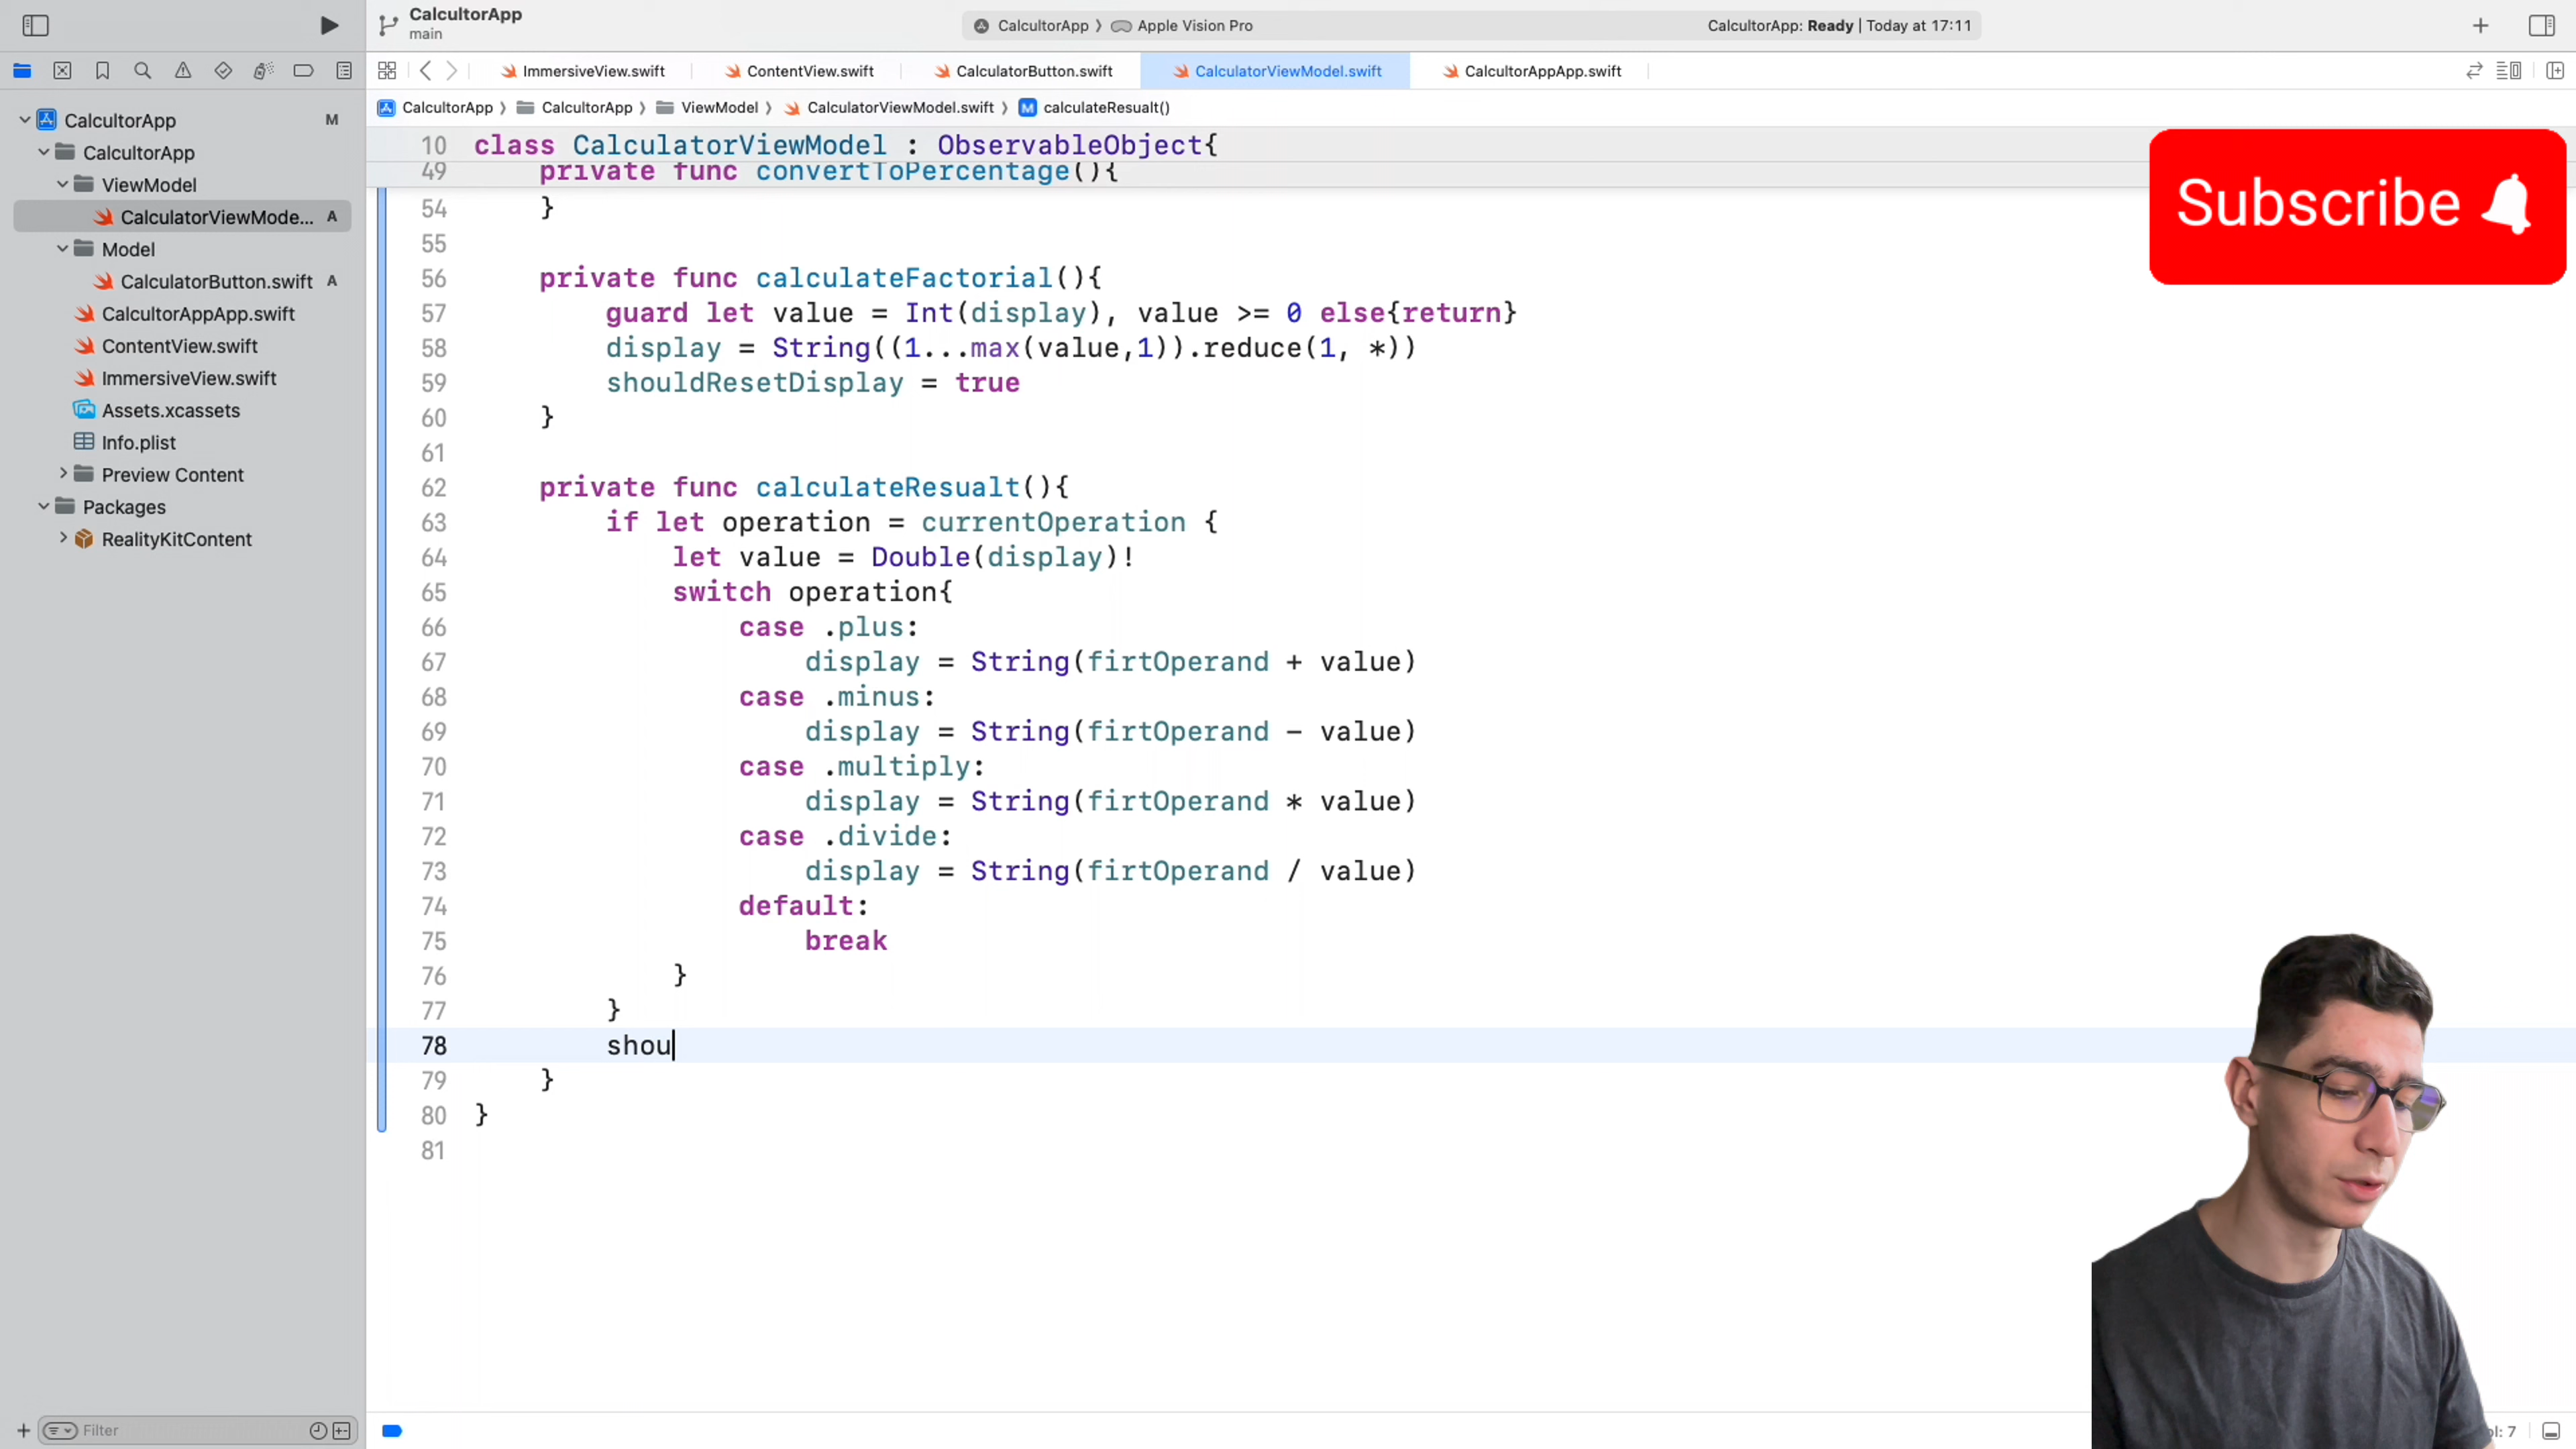 CalcultorApp
main
CalcultorApp
Apple Vision Pro
CalcultorApp: Ready | Today at 17:11
ImmersiveView.swift
ContentView.swift
CalculatorButton.swift
CalculatorViewModel.swift
CalcultorAppApp.swift
CalcultorApp
CalcultorApp
ViewModel
CalculatorViewModel.swift
M calculateResualt()
CalcultorApp M
CalcultorApp
ViewModel
CalculatorViewMode... A
Model
CalculatorButton.swift A
CalcultorAppApp.swift
ContentView.swift
ImmersiveView.swift
Assets.xcassets
Info.plist
Preview Content
Packages
RealityKitContent
Filter
10 class CalculatorViewModel : ObservableObject{
49 private func convertToPercentage(){
54 }
55
56 private func calculateFactorial(){
57 guard let value = Int(display), value >= 0 else{return}
58 display = String((1...max(value,1)).reduce(1, *))
59 shouldResetDisplay = true
60 }
61
62 private func calculateResualt(){
63 if let operation = currentOperation {
64 let value = Double(display)!
65 switch operation{
66 case .plus:
67 display = String(firtOperand + value)
68 case .minus:
69 display = String(firtOperand - value)
70 case .multiply:
71 display = String(firtOperand * value)
72 case .divide:
73 display = String(firtOperand / value)
74 default:
75 break
76 }
77 }
78 shou
79 }
80 }
81
Subscribe